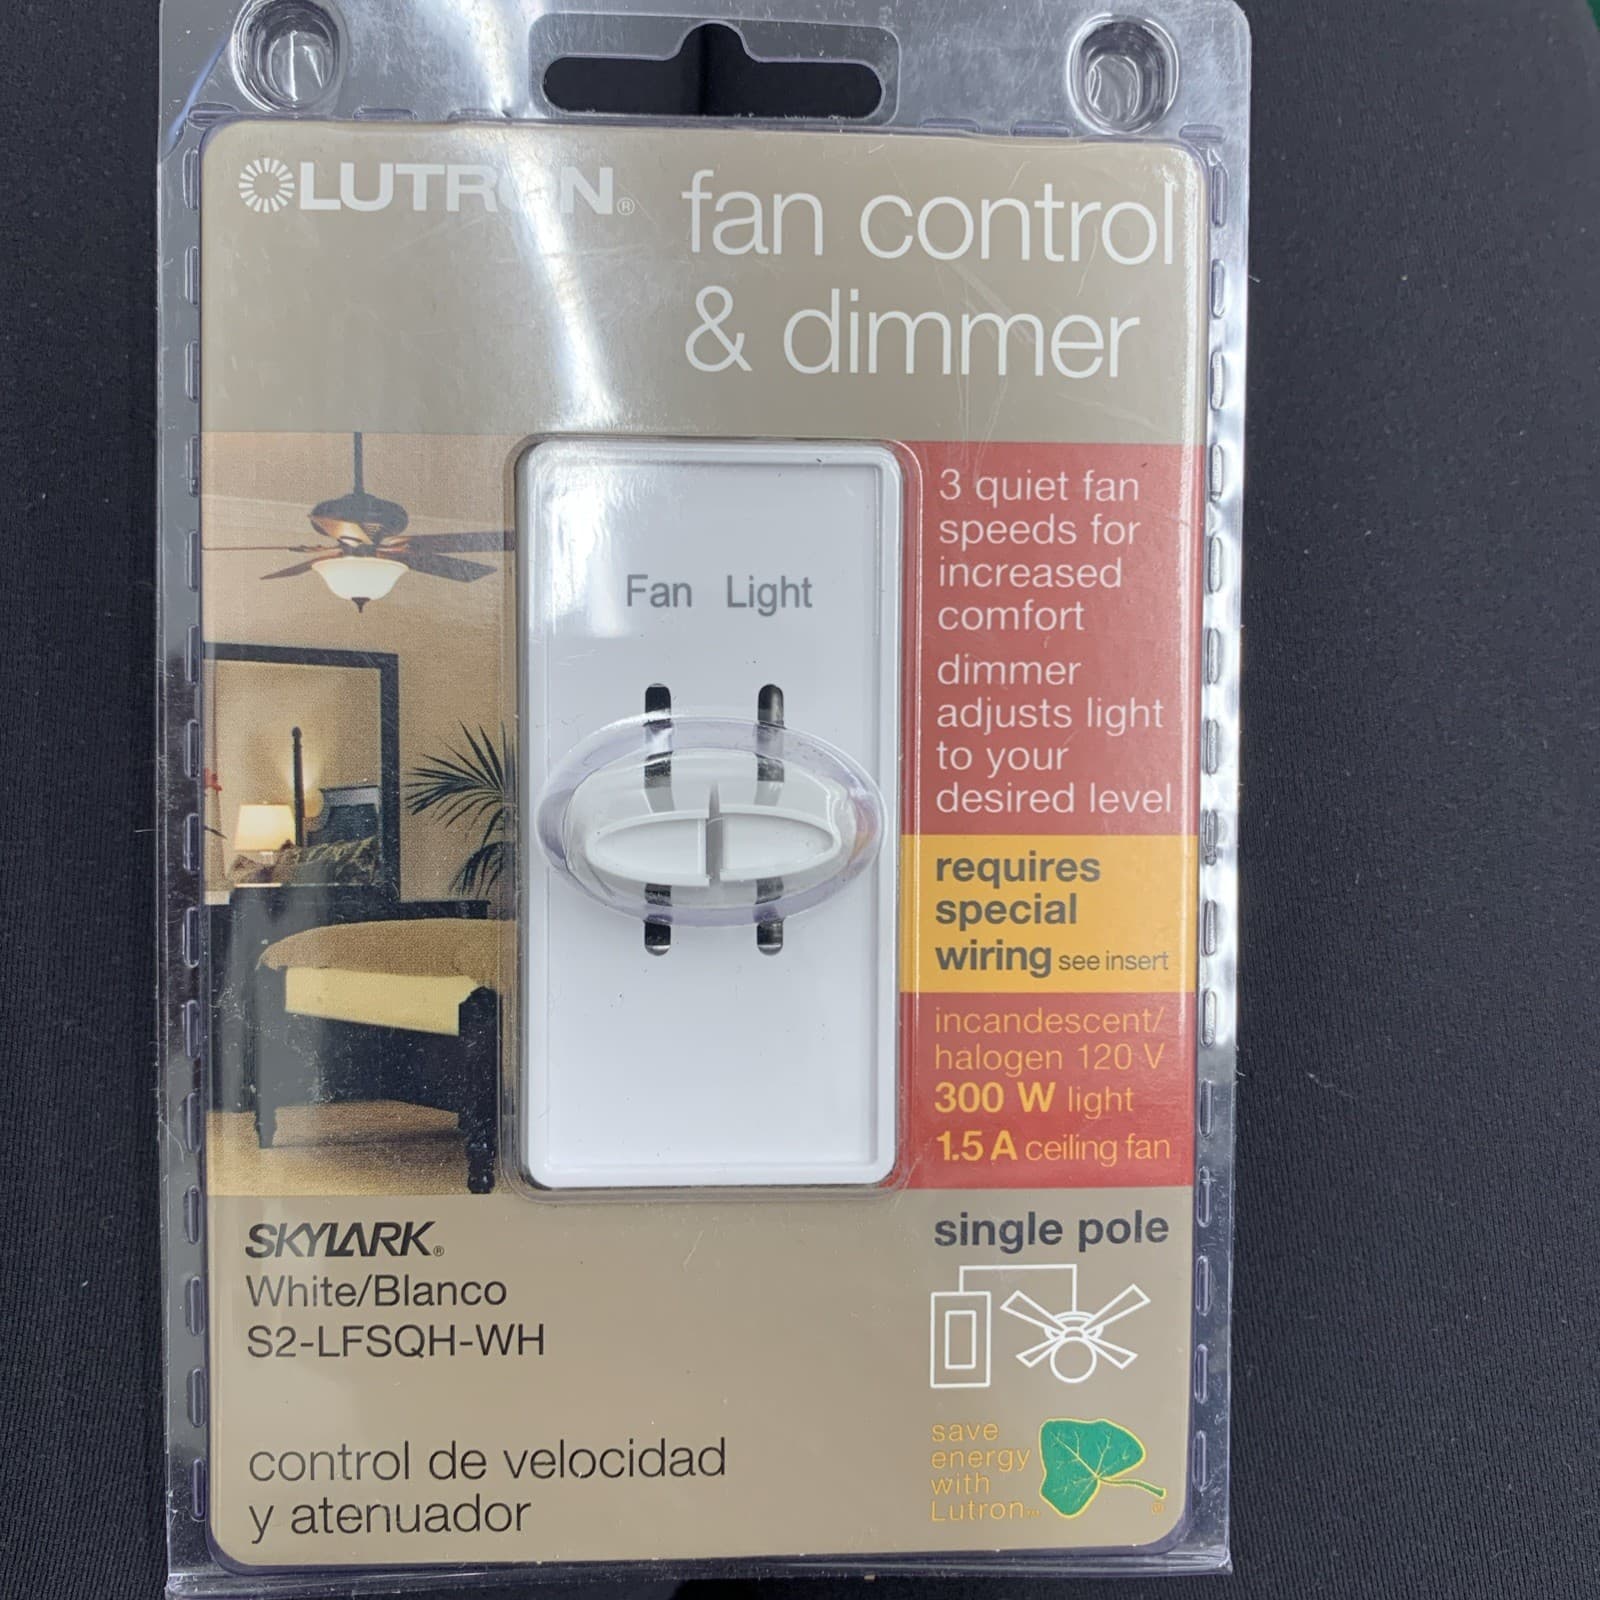 LUTRON®
fan control
& dimmer
Fan Light
3 quiet fan
speeds for
increased
comfort
dimmer
adjusts light
to your
desired level
requires
special
wiring see insert
incandescent/
halogen 120 V
300 W light
1.5 A ceiling fan
SKYLARK®
White/Blanco
S2-LFSQH-WH
single pole
control de velocidad
y atenuador
save
energy
with
Lutron™
®